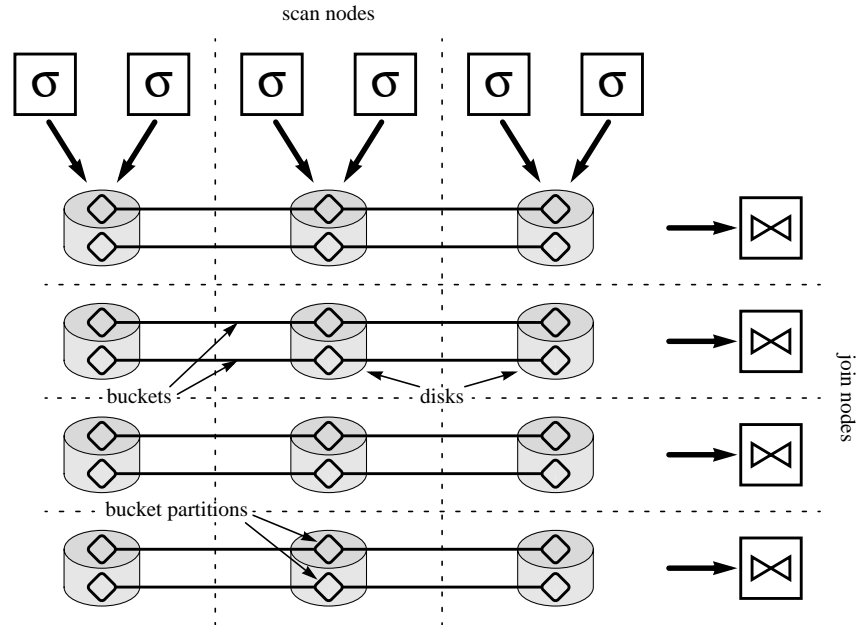 scan nodes
σ σ σ σ σ σ
⋈
⋈
buckets
disks
join nodes
⋈
bucket partitions
⋈